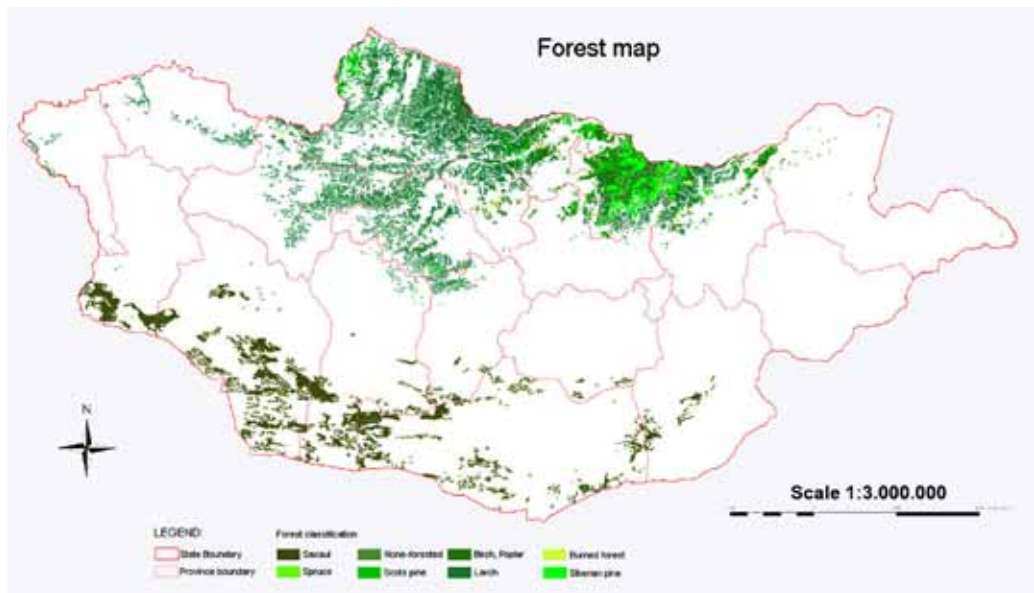 Forest map
N
Scale 1:3.000.000
LEGEND:
Forest classification
State Boundary
Saxaul
None-forested
Birch, Popler
Burned forest
Province boundary
Spruce
Scots pine
Larch
Siberian pine